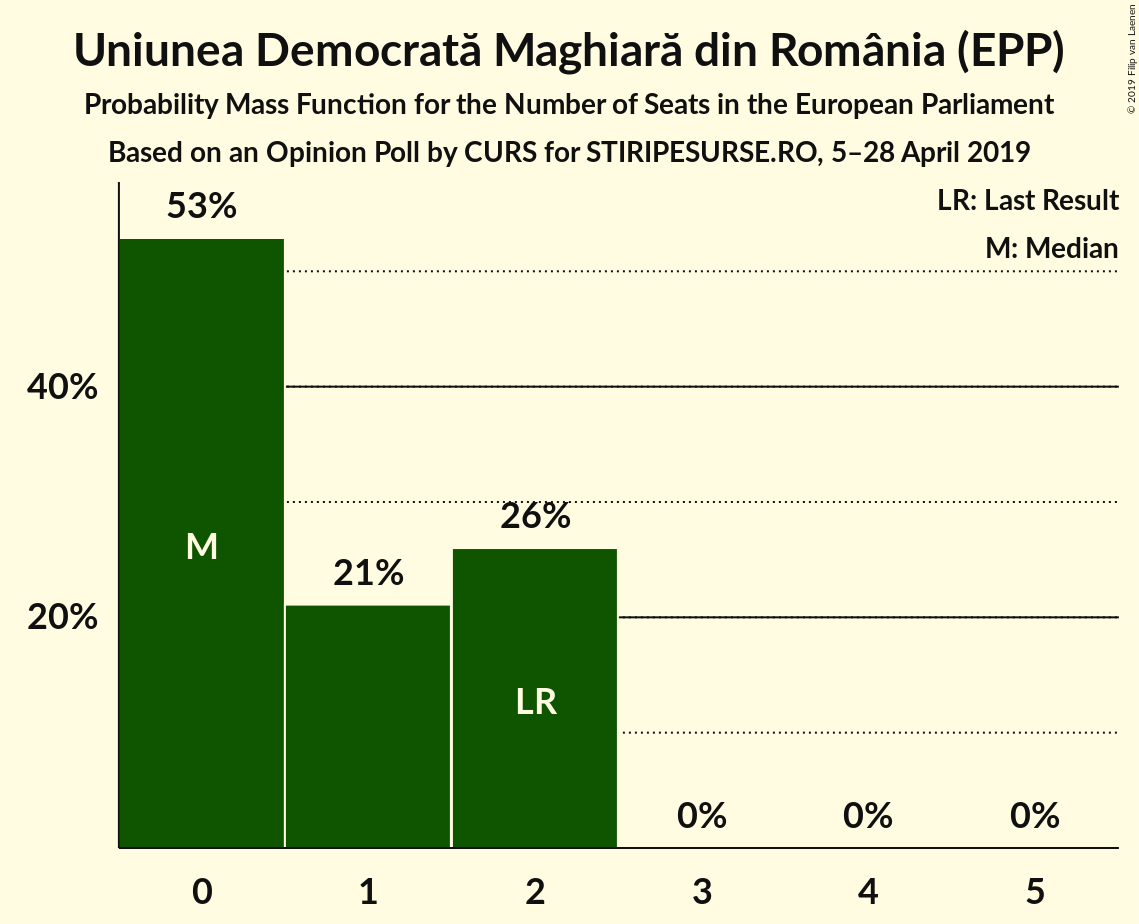 Uniunea Democrată Maghiară din România (EPP)
Probability Mass Function for the Number of Seats in the European Parliament
Based on an Opinion Poll by CURS for STIRIPESURSE.RO, 5–28 April 2019
© 2019 Filip van Laenen
LR: Last Result
M: Median
53%
40%
20%
M
21%
26%
LR
0%
0%
0%
0
1
2
3
4
5